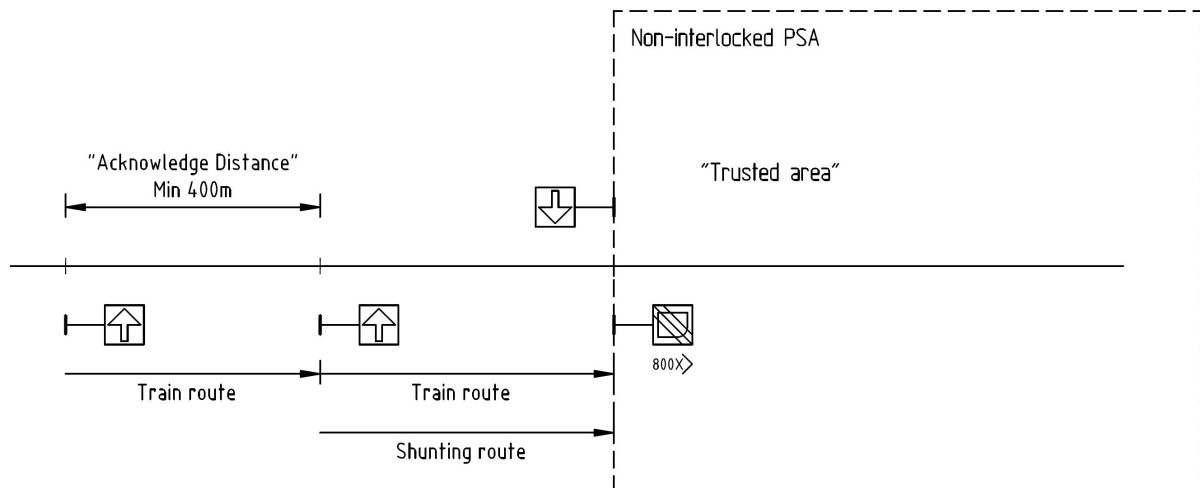 Non-interlocked PSA
"Acknowledge Distance"
Min 400m
"Trusted area"
800X
Train route
Train route
Shunting route